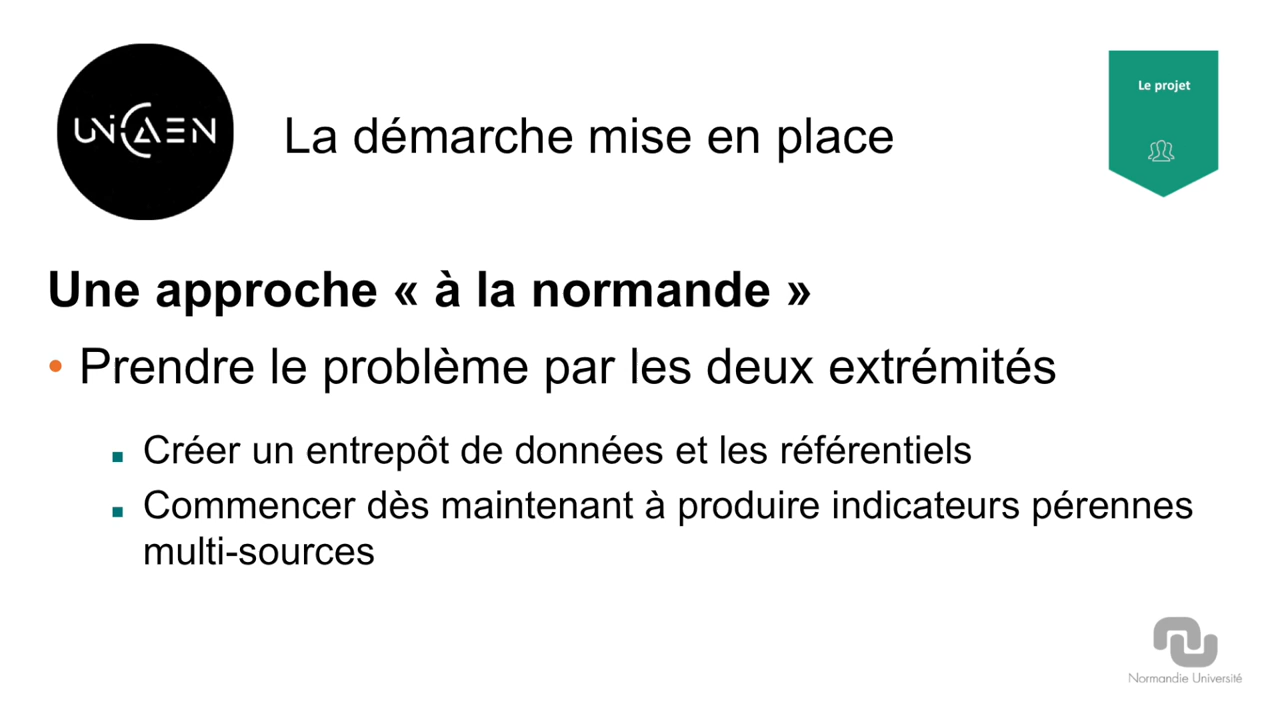 UNICAEN
La démarche mise en place
Le projet
Une approche « à la normande »
• Prendre le problème par les deux extrémités
▪ Créer un entrepôt de données et les référentiels
▪ Commencer dès maintenant à produire indicateurs pérennes
multi-sources
Normandie Université